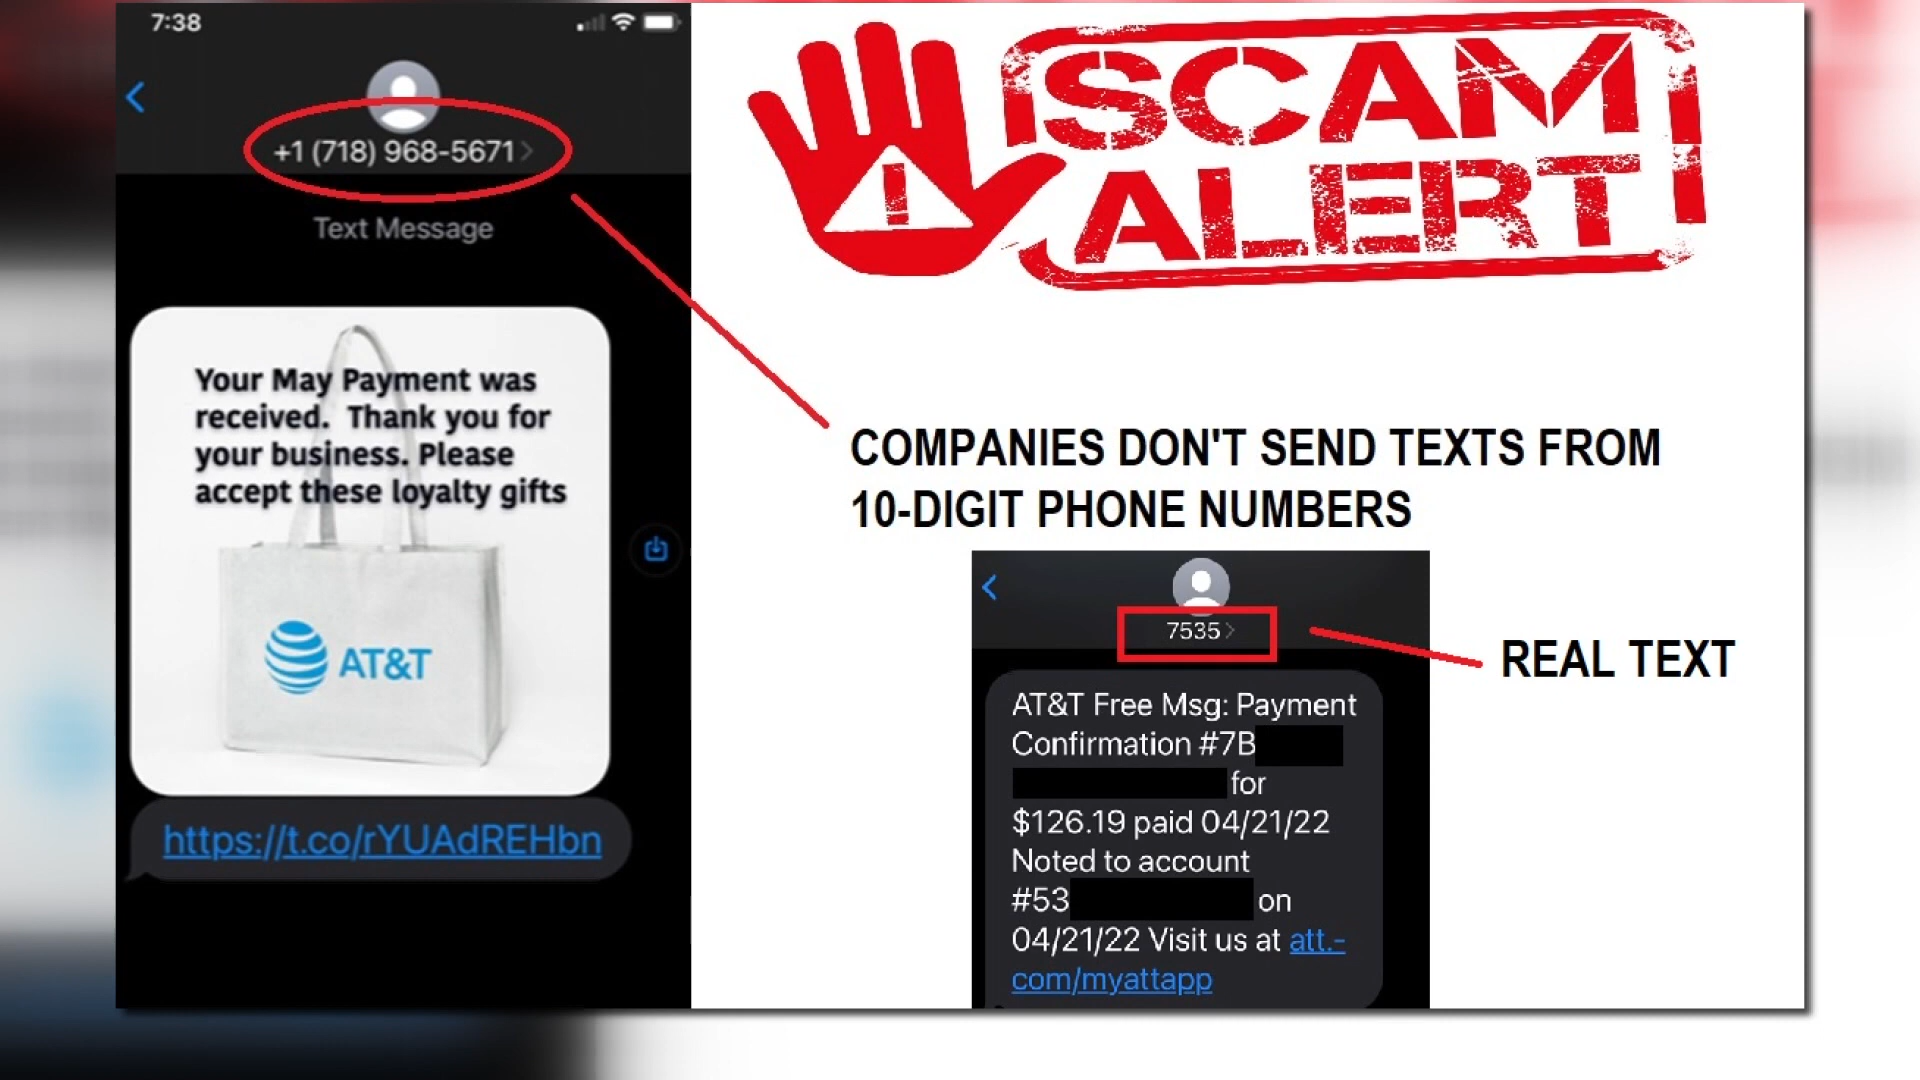 7:38
+1 (718) 968-5671
Text Message
Your May Payment was
received.  Thank you for
your business. Please
accept these loyalty gifts
AT&T
https://t.co/rYUAdREHbn
SCAM
ALERT
COMPANIES DON'T SEND TEXTS FROM
10-DIGIT PHONE NUMBERS
7535
REAL TEXT
AT&T Free Msg: Payment
Confirmation #7B
for
$126.19 paid 04/21/22
Noted to account
#53 on
04/21/22 Visit us at att.-
com/myattapp